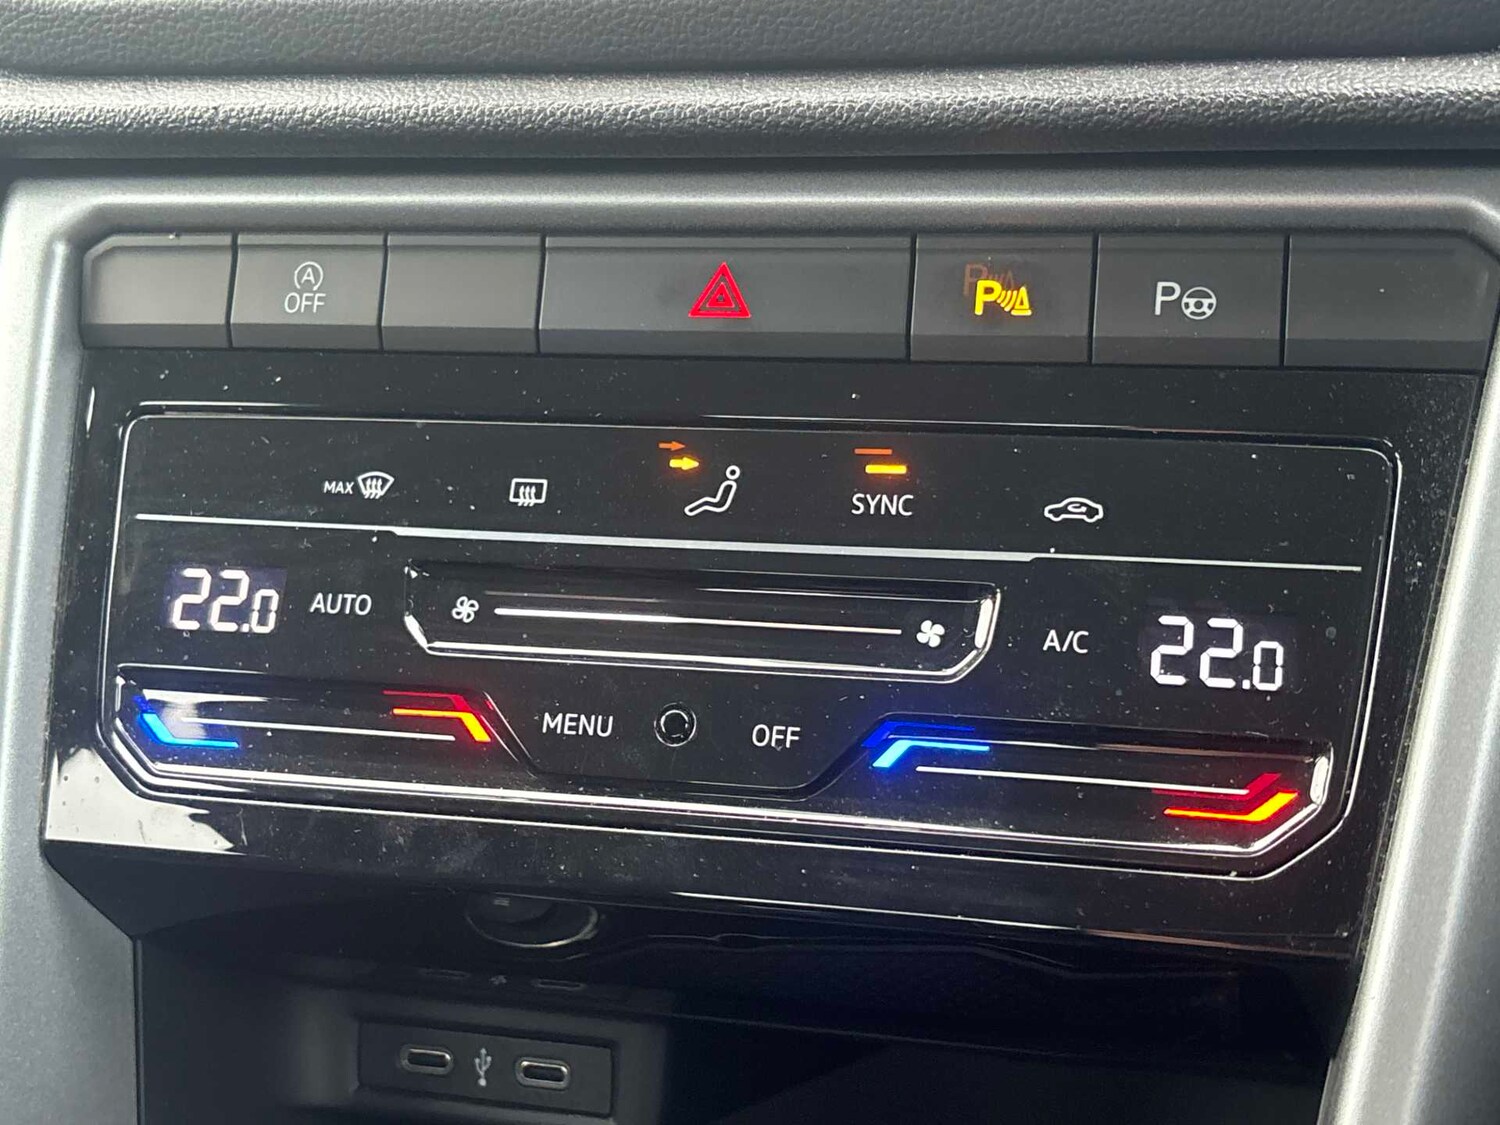 A
OFF
P
P
MAX
SYNC
22.0
AUTO
A/C
22.0
MENU
OFF